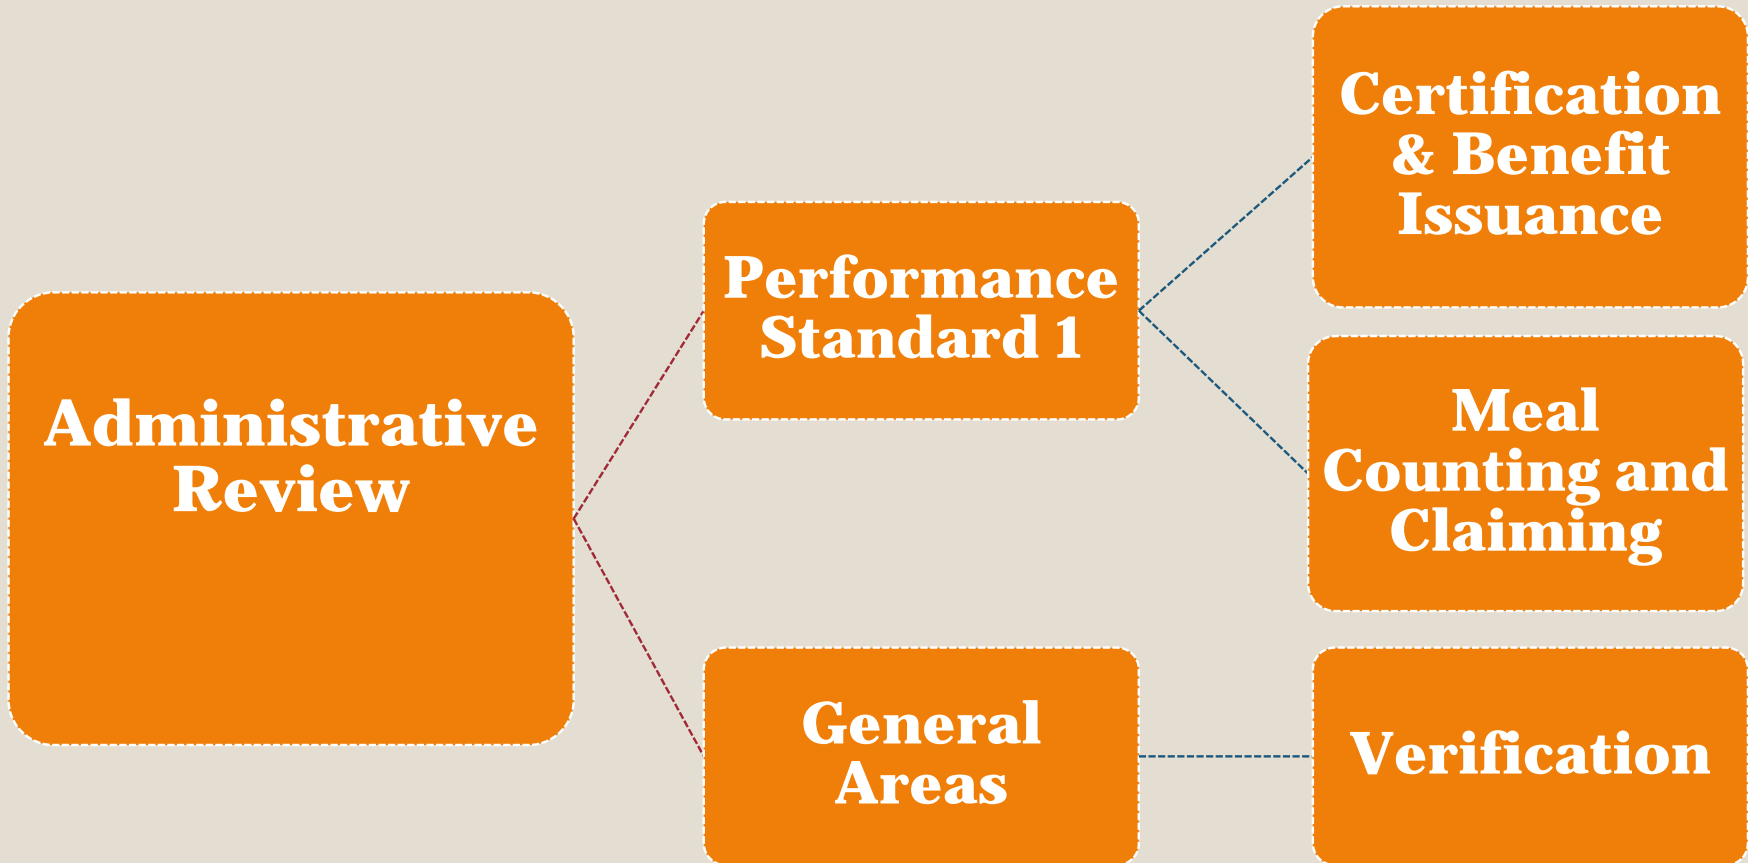 Administrative
Review
Performance
Standard 1
Certification
& Benefit
Issuance
Meal
Counting and
Claiming
General
Areas
Verification